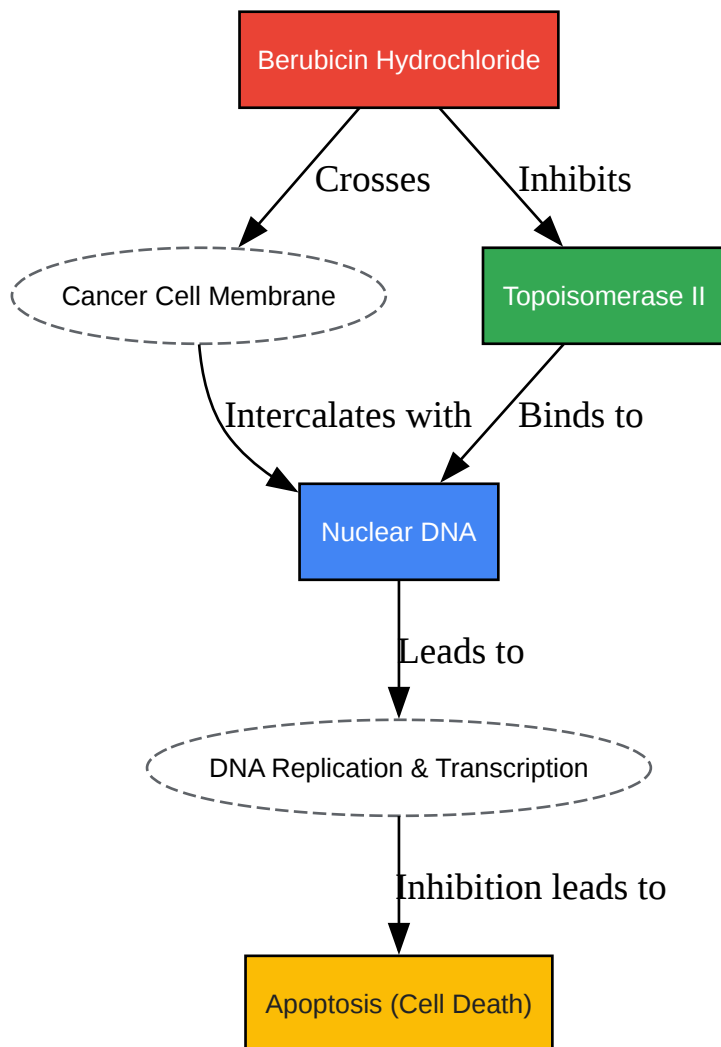 Berubicin Hydrochloride
Crosses
Inhibits
Cancer Cell Membrane
Topoisomerase II
Intercalates with
Binds to
Nuclear DNA
Leads to
DNA Replication & Transcription
Inhibition leads to
Apoptosis (Cell Death)